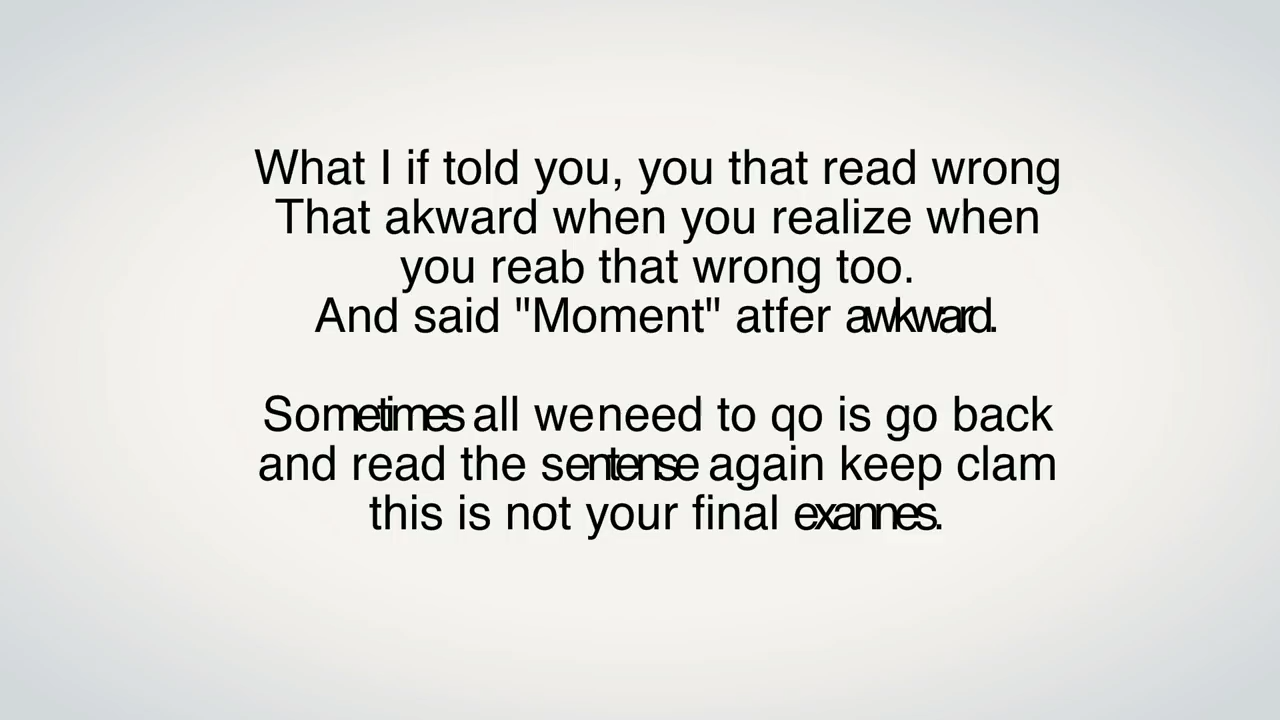 What I if told you, you that read wrong
That akward when you realize when
you reab that wrong too.
And said "Moment" atfer awkward.
Sometimes all we need to qo is go back
and read the sentense again keep clam
this is not your final exannes.